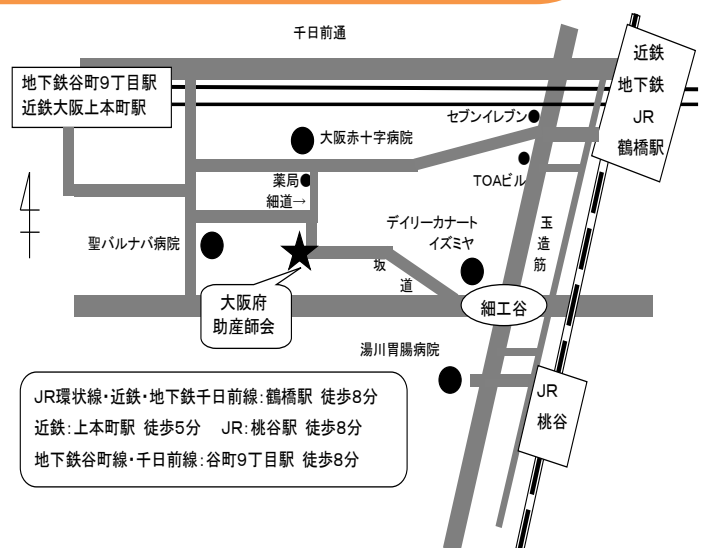 千日前通
近鉄
地下鉄
JR
鶴橋駅
地下鉄谷町9丁目駅
近鉄大阪上本町駅
セブンイレブン
大阪赤十字病院
TOAビル
薬局
細道→
デイリーカナート
イズミヤ
玉造筋
聖バルナバ病院
坂道
大阪府
助産師会
細工谷
湯川胃腸病院
JR
桃谷
JR環状線・近鉄・地下鉄千日前線:鶴橋駅 徒歩8分
近鉄:上本町駅 徒歩5分 JR:桃谷駅 徒歩8分
地下鉄谷町線・千日前線:谷町9丁目駅 徒歩8分